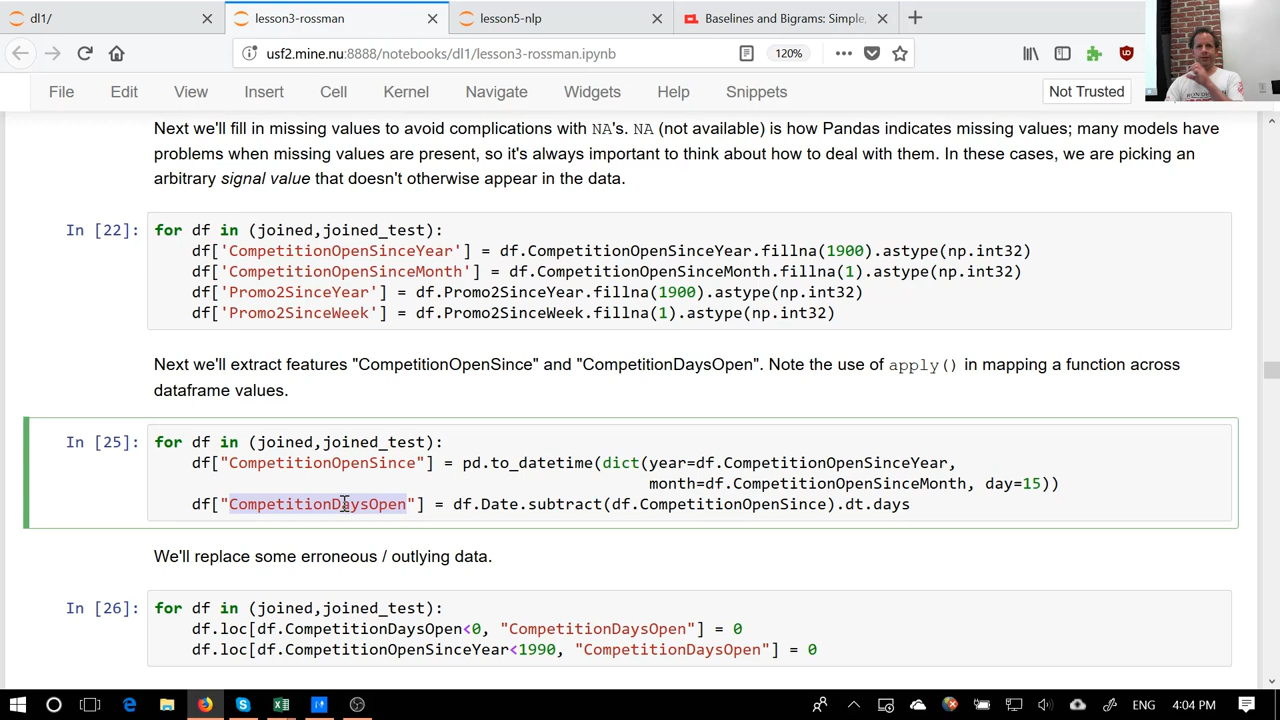 dl1/
lesson3-rossman
lesson5-nlp
Baselines and Bigrams: Simple,
usf2.mine.nu:8888/notebooks/dl1/lesson3-rossman.ipynb
120%
File Edit View Insert Cell Kernel Navigate Widgets Help Snippets
Not Trusted
Next we'll fill in missing values to avoid complications with NA's. NA (not available) is how Pandas indicates missing values; many models have
problems when missing values are present, so it's always important to think about how to deal with them. In these cases, we are picking an
arbitrary signal value that doesn't otherwise appear in the data.
In [22]: for df in (joined,joined_test):
df['CompetitionOpenSinceYear'] = df.CompetitionOpenSinceYear.fillna(1900).astype(np.int32)
df['CompetitionOpenSinceMonth'] = df.CompetitionOpenSinceMonth.fillna(1).astype(np.int32)
df['Promo2SinceYear'] = df.Promo2SinceYear.fillna(1900).astype(np.int32)
df['Promo2SinceWeek'] = df.Promo2SinceWeek.fillna(1).astype(np.int32)
Next we'll extract features "CompetitionOpenSince" and "CompetitionDaysOpen". Note the use of apply() in mapping a function across
dataframe values.
In [25]: for df in (joined,joined_test):
df["CompetitionOpenSince"] = pd.to_datetime(dict(year=df.CompetitionOpenSinceYear,
month=df.CompetitionOpenSinceMonth, day=15))
df["CompetitionDaysOpen"] = df.Date.subtract(df.CompetitionOpenSince).dt.days
We'll replace some erroneous / outlying data.
In [26]: for df in (joined,joined_test):
df.loc[df.CompetitionDaysOpen<0, "CompetitionDaysOpen"] = 0
df.loc[df.CompetitionOpenSinceYear<1990, "CompetitionDaysOpen"] = 0
ENG 4:04 PM